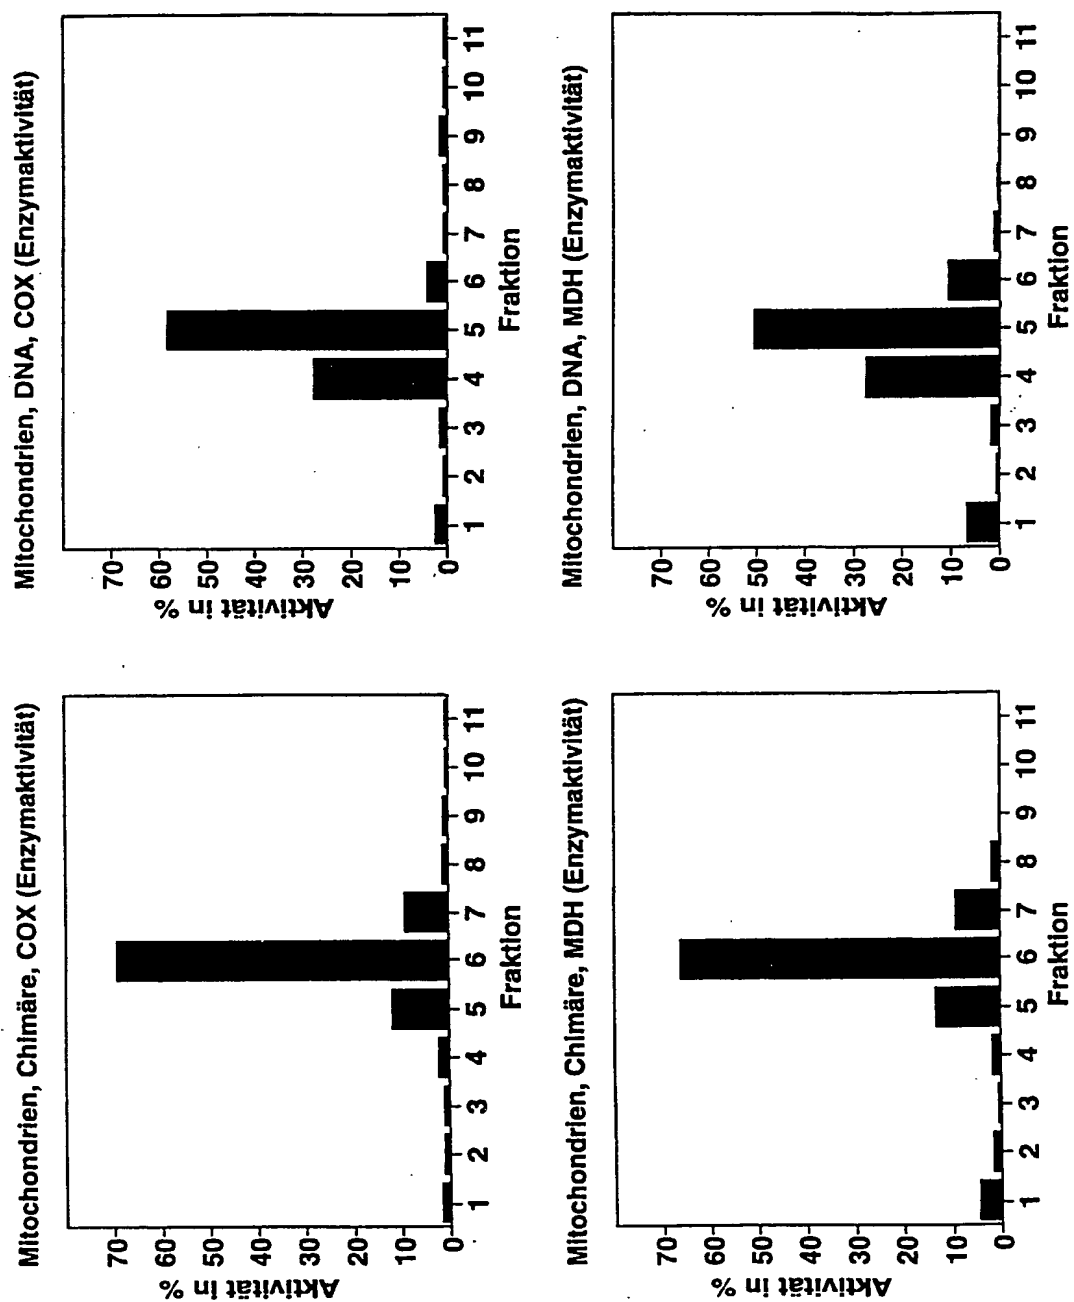 Mitochondrien, Chimäre, COX (Enzymaktivität)
Aktivität in %
70
60
50
40
30
20
10
0
1 2 3 4 5 6 7 8 9 10 11
Fraktion
Mitochondrien, DNA, COX (Enzymaktivität)
Aktivität in %
70
60
50
40
30
20
10
0
1 2 3 4 5 6 7 8 9 10 11
Fraktion
Mitochondrien, Chimäre, MDH (Enzymaktivität)
Aktivität in %
70
60
50
40
30
20
10
0
1 2 3 4 5 6 7 8 9 10 11
Fraktion
Mitochondrien, DNA, MDH (Enzymaktivität)
Aktivität in %
70
60
50
40
30
20
10
0
1 2 3 4 5 6 7 8 9 10 11
Fraktion